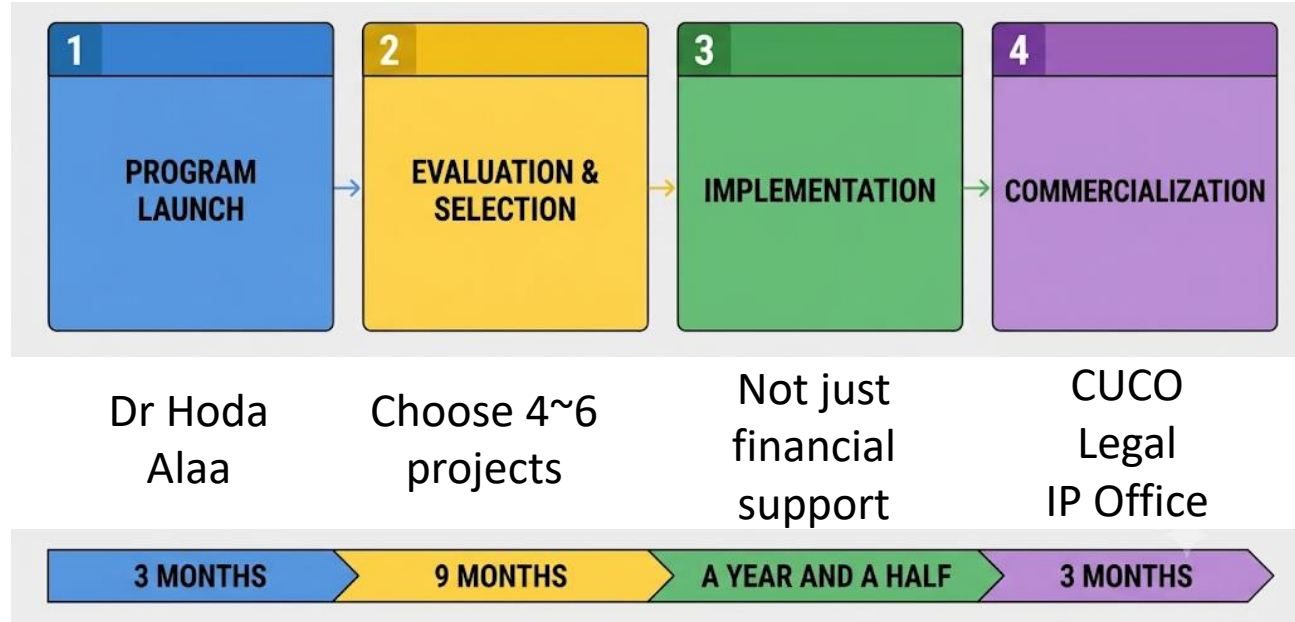 1
PROGRAM
LAUNCH
2
EVALUATION &
SELECTION
3
IMPLEMENTATION
4
COMMERCIALIZATION
Dr Hoda
Alaa
Choose 4~6
projects
Not just
financial
support
CUCO
Legal
IP Office
3 MONTHS
9 MONTHS
A YEAR AND A HALF
3 MONTHS